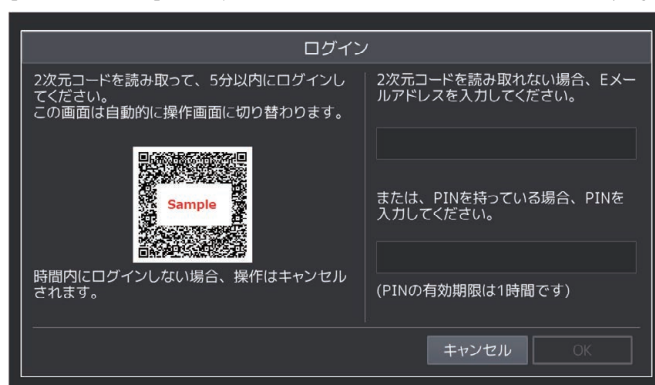 ログイン
2次元コードを読み取って、5分以内にログインし
てください。
この画面は自動的に操作画面に切り替わります。
Sample
時間内にログインしない場合、操作はキャンセル
されます。
2次元コードを読み取れない場合、Eメー
ルアドレスを入力してください。
または、PINを持っている場合、PINを
入力してください。
(PINの有効期限は1時間です)
キャンセル
OK